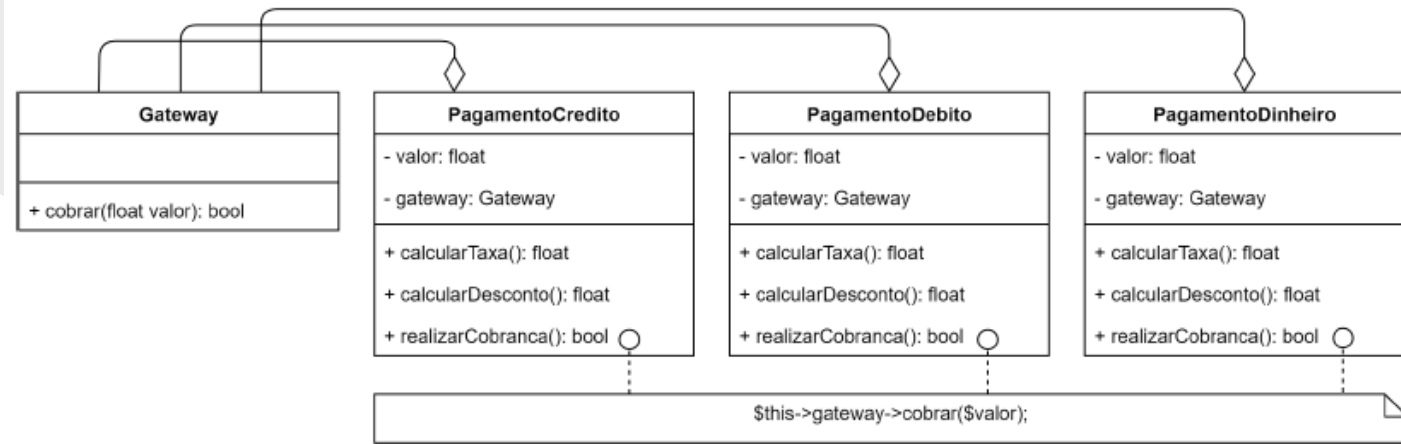 Gateway
+ cobrar(float valor): bool
PagamentoCredito
- valor: float
- gateway: Gateway
+ calcularTaxa(): float
+ calcularDesconto(): float
+ realizarCobranca(): bool
PagamentoDebito
- valor: float
- gateway: Gateway
+ calcularTaxa(): float
+ calcularDesconto(): float
+ realizarCobranca(): bool
PagamentoDinheiro
- valor: float
- gateway: Gateway
+ calcularTaxa(): float
+ calcularDesconto(): float
+ realizarCobranca(): bool
$this->gateway->cobrar($valor);